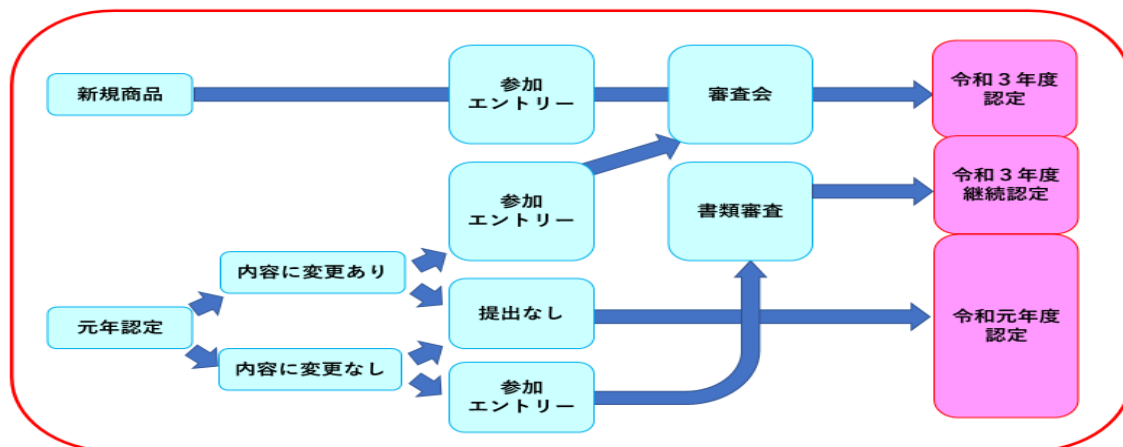 新規商品
参加
エントリー
審査会
令和３年度
認定
参加
エントリー
書類審査
令和３年度
継続認定
内容に変更あり
元年認定
提出なし
令和元年度
認定
内容に変更なし
参加
エントリー